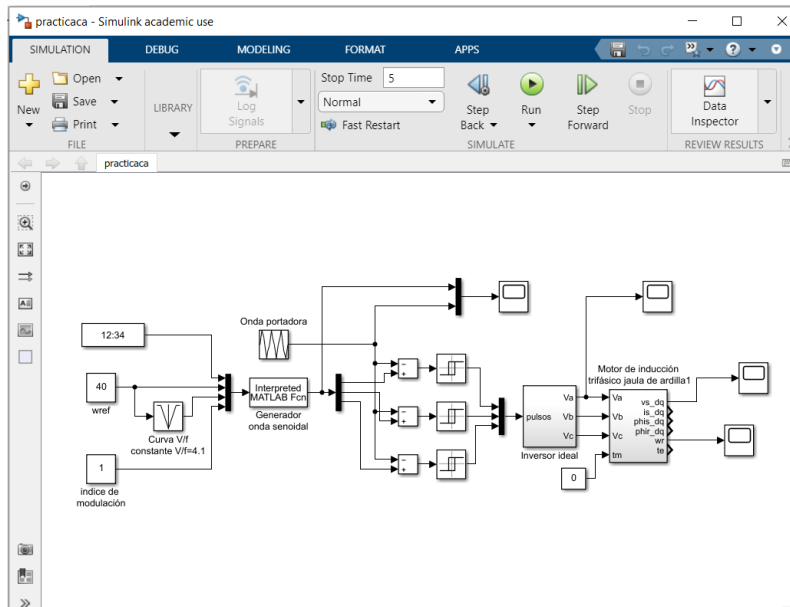 practicaca - Simulink academic use
SIMULATION
DEBUG
MODELING
FORMAT
APPS
New
Open
Save
Print
FILE
LIBRARY
Log
Signals
PREPARE
Stop Time 5
Normal
Fast Restart
Step
Back
Run
Step
Forward
Stop
SIMULATE
Data
Inspector
REVIEW RESULTS
practicaca
12:34
40
wref
Curva V/f
constante V/f=4.1
1
indice de
modulación
Onda portadora
Interpreted
MATLAB Fcn
Generador
onda senoidal
pulsos
Va
Vb
Vc
Inversor ideal
Motor de inducción
trifásico jaula de ardilla1
Va
Vb
Vc
tm
vs_dq
is_dq
phis_dq
phir_dq
wr
te
0